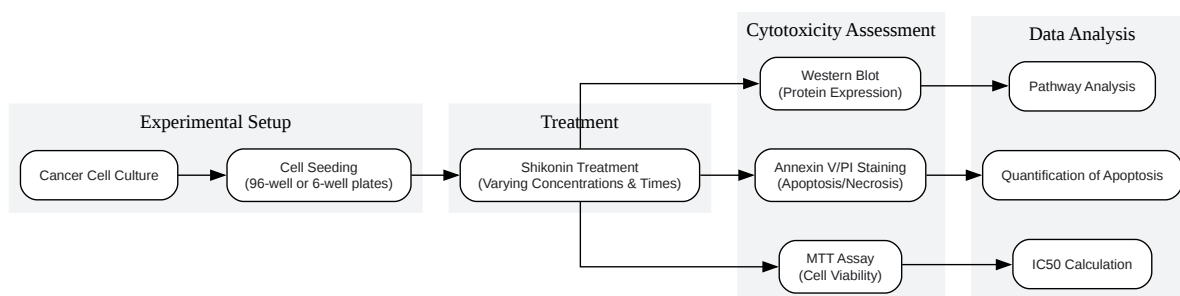 Experimental Setup
Cancer Cell Culture
Cell Seeding
(96-well or 6-well plates)
Treatment
Shikonin Treatment
(Varying Concentrations & Times)
Cytotoxicity Assessment
Western Blot
(Protein Expression)
Annexin V/PI Staining
(Apoptosis/Necrosis)
MTT Assay
(Cell Viability)
Data Analysis
Pathway Analysis
Quantification of Apoptosis
IC50 Calculation